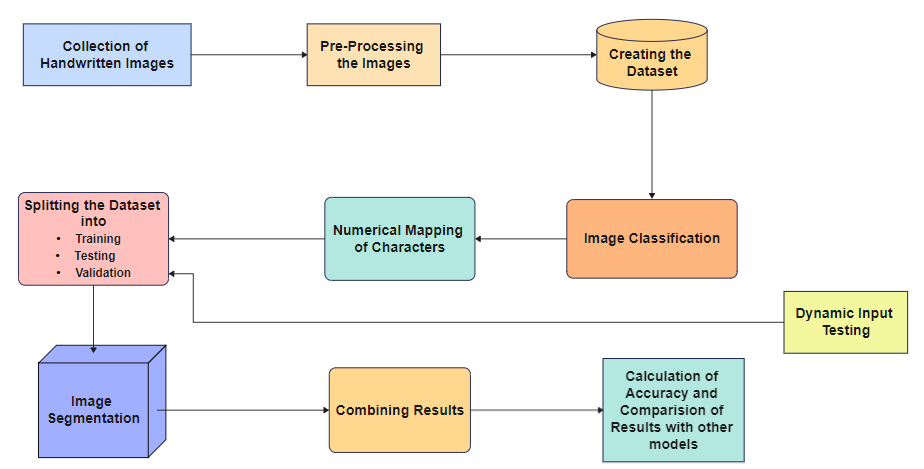 Collection of
Handwritten Images
Pre-Processing
the Images
Creating the
Dataset
Splitting the Dataset
into
• Training
• Testing
• Validation
Numerical Mapping
of Characters
Image Classification
Dynamic Input
Testing
Image
Segmentation
Combining Results
Calculation of
Accuracy and
Comparision of
Results with other
models